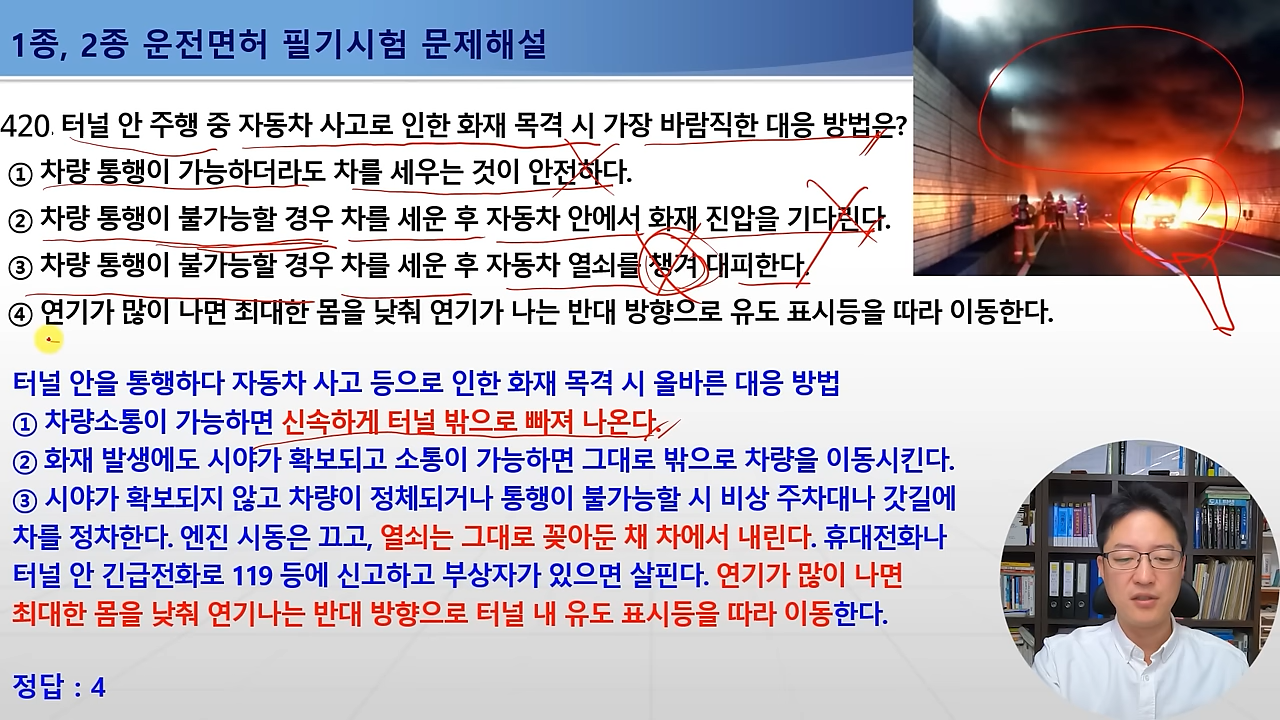 1종, 2종 운전면허 필기시험 문제해설
420. 터널 안 주행 중 자동차 사고로 인한 화재 목격 시 가장 바람직한 대응 방법은?
① 차량 통행이 가능하더라도 차를 세우는 것이 안전하다.
② 차량 통행이 불가능할 경우 차를 세운 후 자동차 안에서 화재 진압을 기다린다.
③ 차량 통행이 불가능할 경우 차를 세운 후 자동차 열쇠를 챙겨 대피한다.
④ 연기가 많이 나면 최대한 몸을 낮춰 연기가 나는 반대 방향으로 유도 표시등을 따라 이동한다.
터널 안을 통행하다 자동차 사고 등으로 인한 화재 목격 시 올바른 대응 방법
① 차량소통이 가능하면 신속하게 터널 밖으로 빠져 나온다.
② 화재 발생에도 시야가 확보되고 소통이 가능하면 그대로 밖으로 차량을 이동시킨다.
③ 시야가 확보되지 않고 차량이 정체되거나 통행이 불가능할 시 비상 주차대나 갓길에
차를 정차한다. 엔진 시동은 끄고, 열쇠는 그대로 꽂아둔 채 차에서 내린다. 휴대전화나
터널 안 긴급전화로 119 등에 신고하고 부상자가 있으면 살핀다. 연기가 많이 나면
최대한 몸을 낮춰 연기나는 반대 방향으로 터널 내 유도 표시등을 따라 이동한다.
정답 : 4